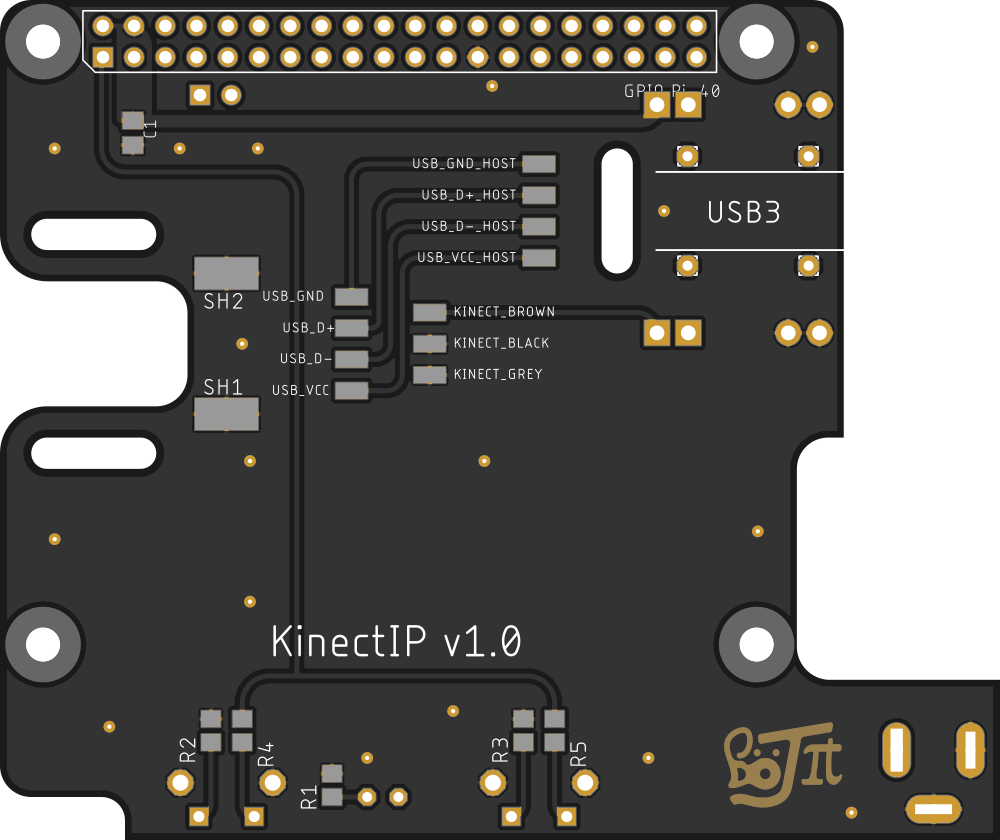 GPIO Pi 40
C1
USB_GND_HOST
USB_D+_HOST
USB_D-_HOST
USB_VCC_HOST
USB3
SH2
USB_GND
USB_D+
USB_D-
USB_VCC
KINECT_BROWN
KINECT_BLACK
KINECT_GREY
SH1
KinectIP v1.0
R2
R4
R1
R3
R5